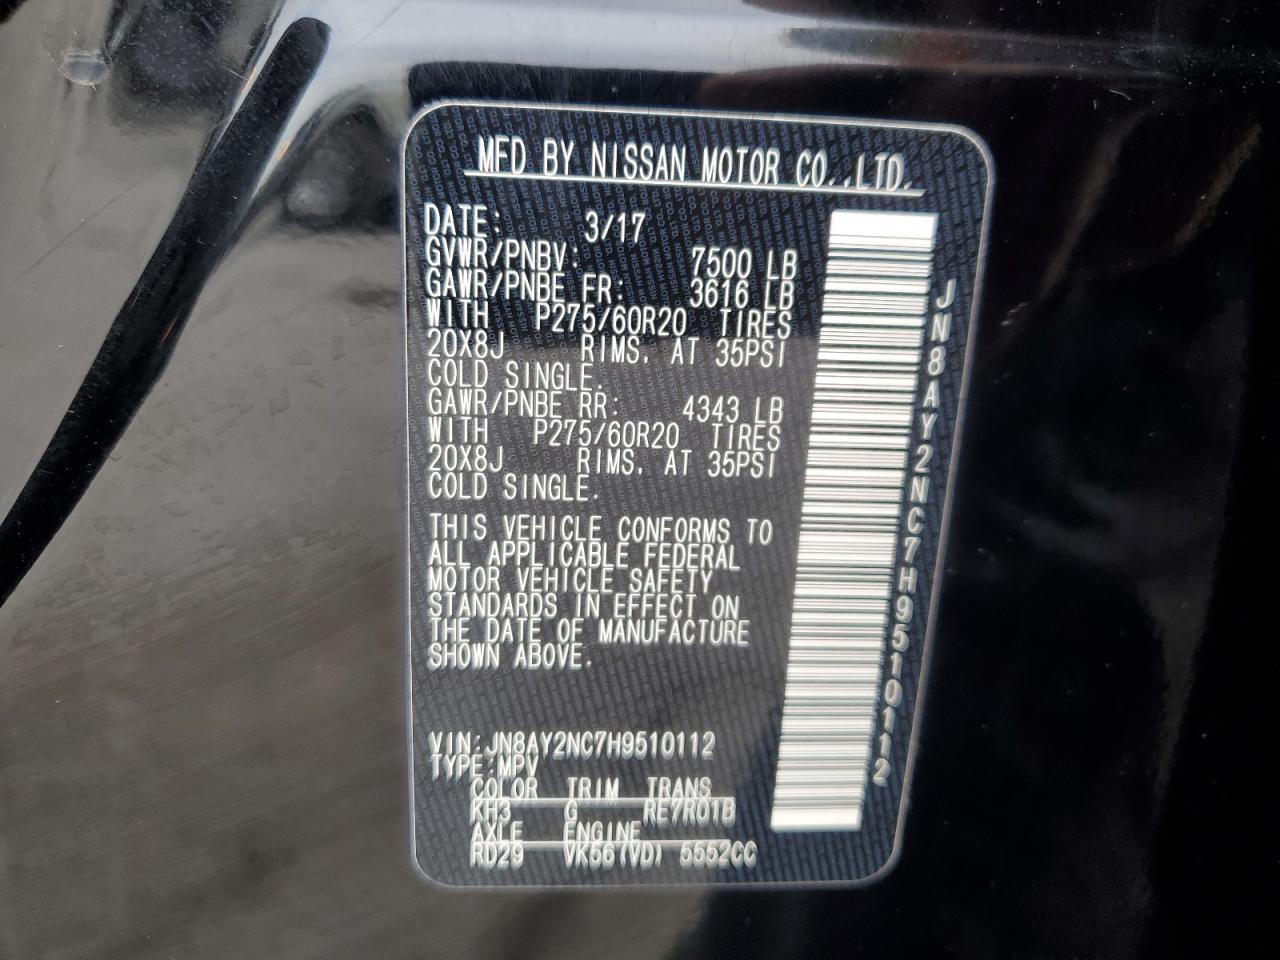 MFD BY NISSAN MOTOR CO.,LTD.
DATE: 3/17
GVWR/PNBV: 7500 LB
GAWR/PNBE FR: 3616 LB
WITH P275/60R20 TIRES
20X8J RIMS. AT 35PSI
COLD SINGLE.
GAWR/PNBE RR: 4343 LB
WITH P275/60R20 TIRES
20X8J RIMS. AT 35PSI
COLD SINGLE.
THIS VEHICLE CONFORMS TO
ALL APPLICABLE FEDERAL
MOTOR VEHICLE SAFETY
STANDARDS IN EFFECT ON
THE DATE OF MANUFACTURE
SHOWN ABOVE.
VIN:JN8AY2NC7H9510112
TYPE:MPV
COLOR TRIM TRANS
KH3 G RE7R01B
AXLE ENGINE
RD29 VK56(VD) 5552CC
JN8AY2NC7H9510112